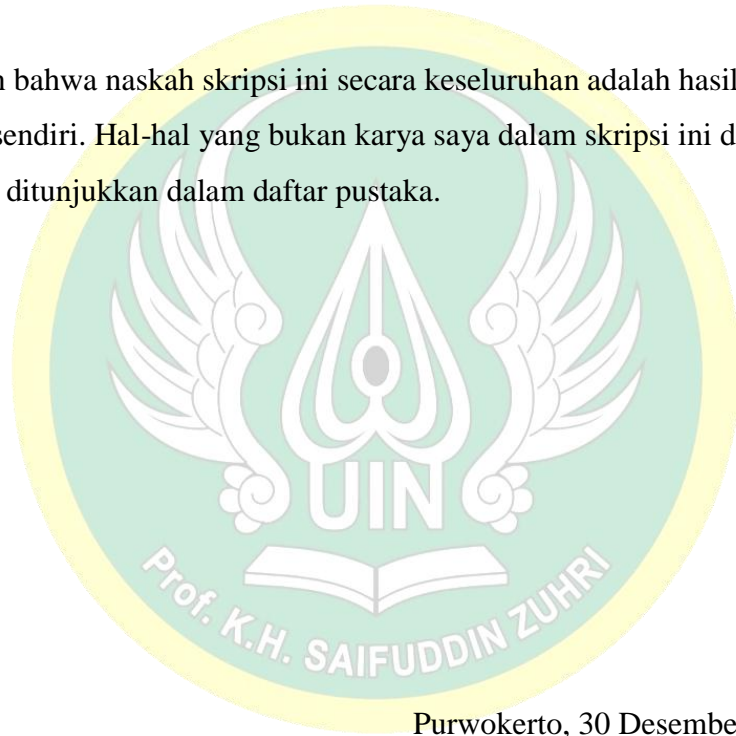 bahwa naskah skripsi ini secara keseluruhan adalah hasil
sendiri. Hal-hal yang bukan karya saya dalam skripsi ini
ditunjukkan dalam daftar pustaka.
UIN
Prof. K.H. SAIFUDDIN ZUHRI
Purwokerto, 30